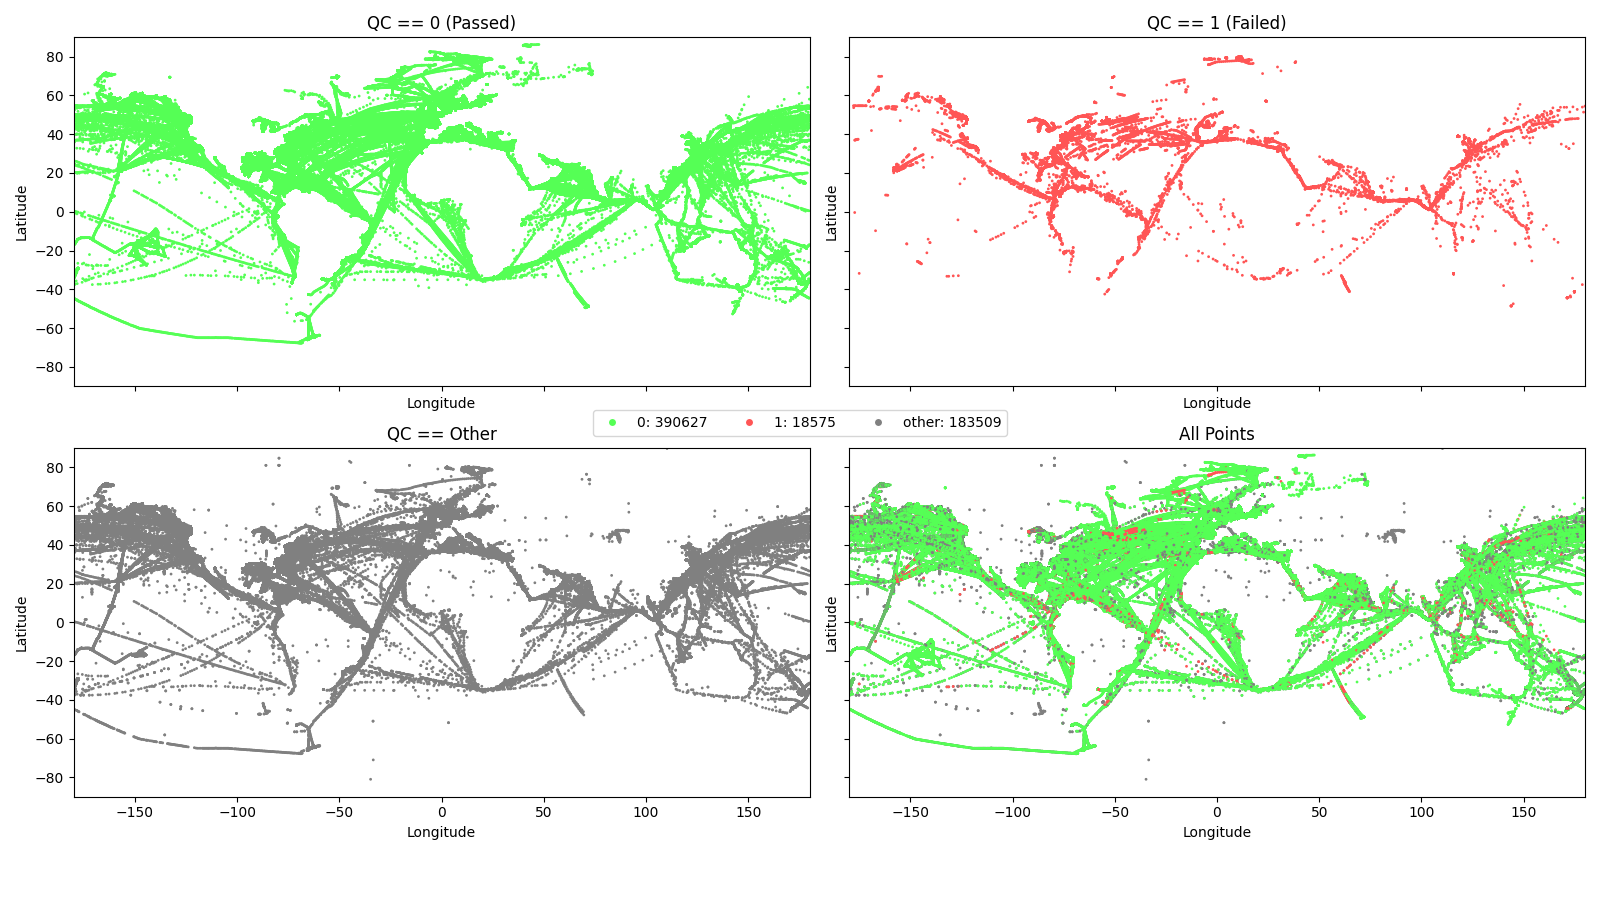 QC == 0 (Passed)
QC == 1 (Failed)
80
60
40
20
0
−20
−40
−60
−80
Latitude
Latitude
Longitude
Longitude
0: 390627 1: 18575 other: 183509
QC == Other
All Points
80
60
40
20
0
−20
−40
−60
−80
Latitude
Latitude
−150 −100 −50 0 50 100 150
−150 −100 −50 0 50 100 150
Longitude
Longitude